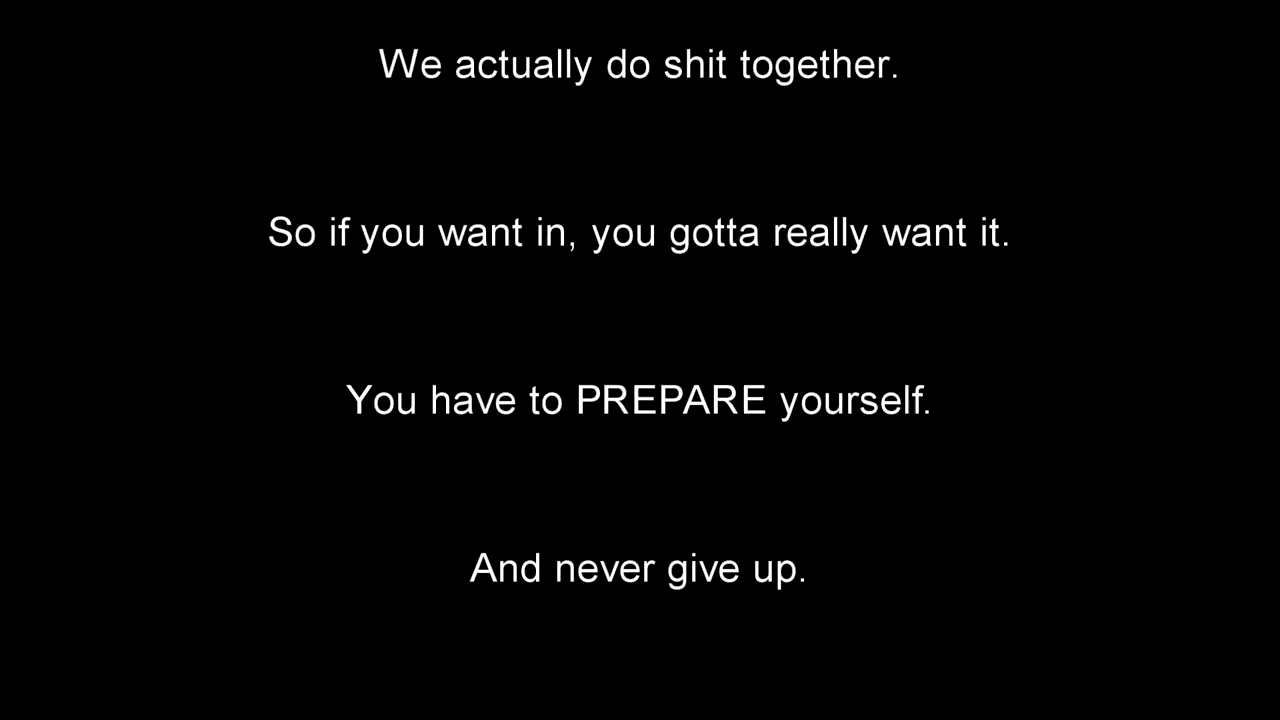 We actually do shit together.
So if you want in, you gotta really want it.
You have to PREPARE yourself.
And never give up.